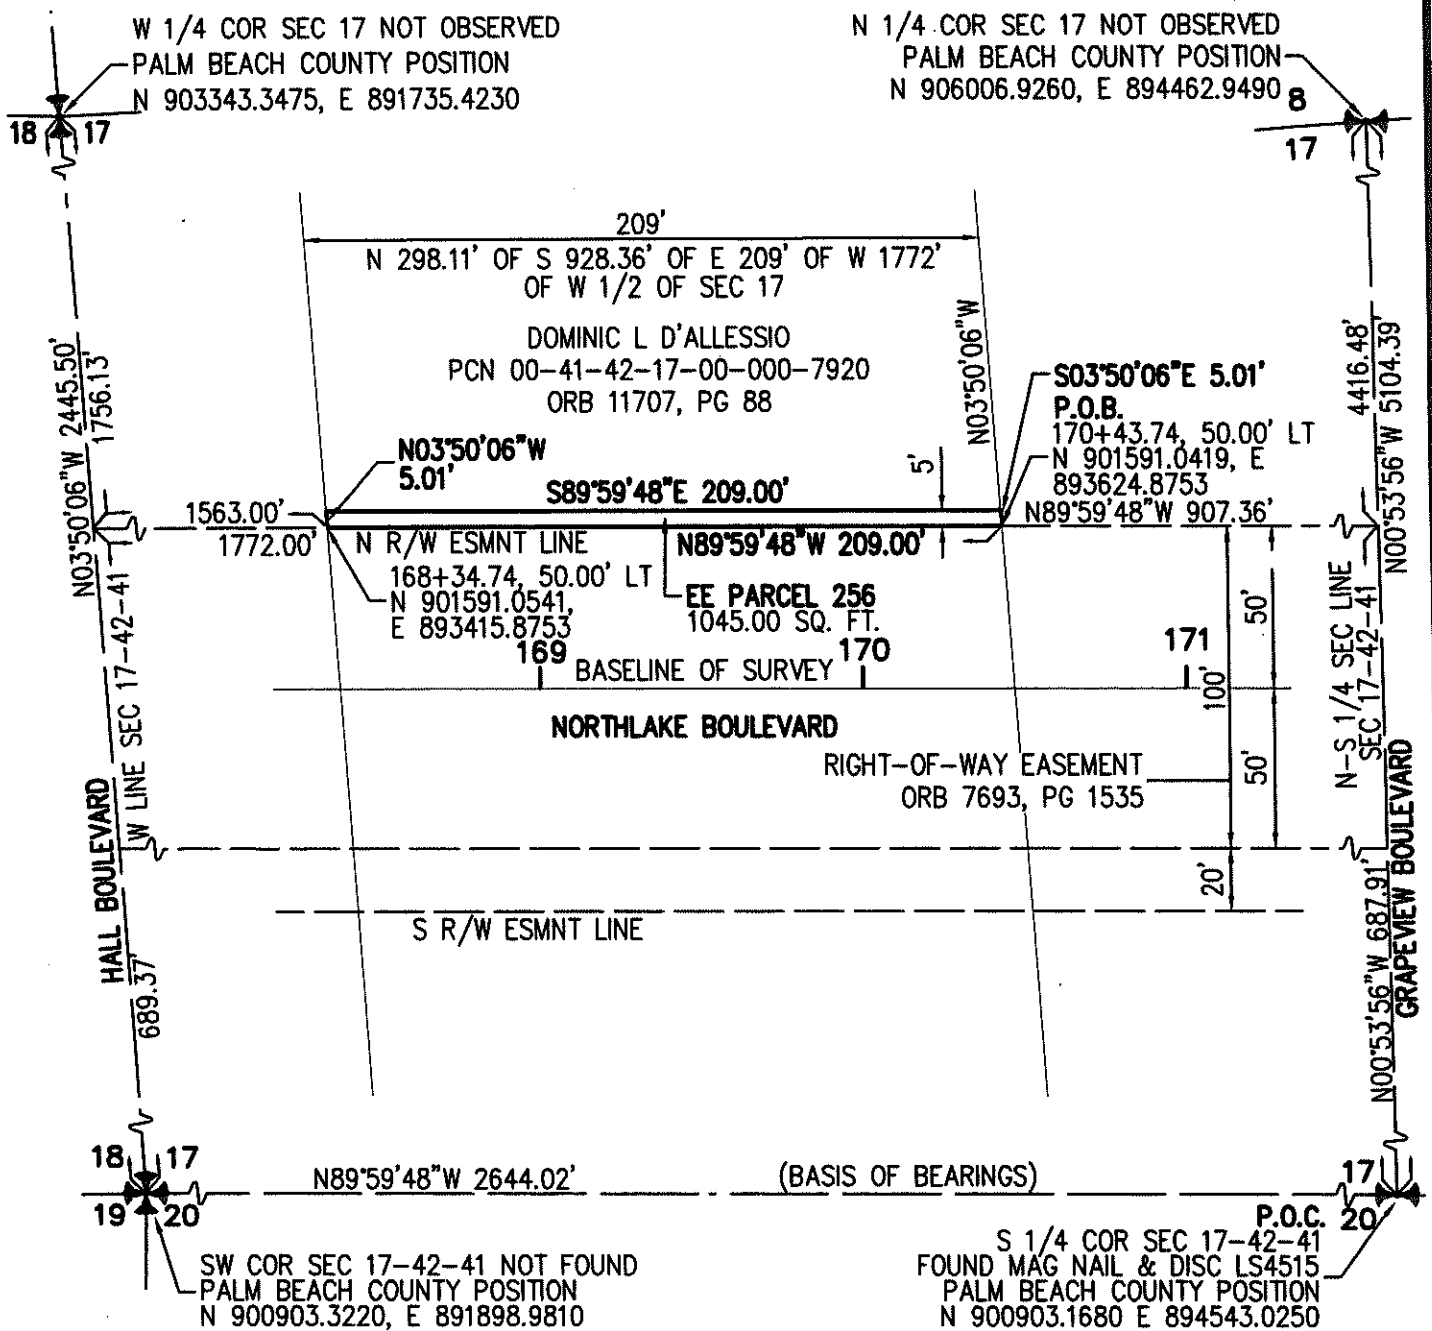 W 1/4 COR SEC 17 NOT OBSERVED
PALM BEACH COUNTY POSITION
N 903343.3475, E 891735.4230
18 17
N 1/4 COR SEC 17 NOT OBSERVED
PALM BEACH COUNTY POSITION
N 906006.9260, E 894462.9490
8
17
209'
N 298.11' OF S 928.36' OF E 209' OF W 1772'
OF W 1/2 OF SEC 17
DOMINIC L D'ALLESSIO
PCN 00-41-42-17-00-000-7920
ORB 11707, PG 88
N03°50'06"W
N03°50'06"W 2445.50'
1756.13'
4416.48'
N00°53'56"W 5104.39'
S03°50'06"E 5.01'
P.O.B.
170+43.74, 50.00' LT
N 901591.0419, E
893624.8753
N03°50'06"W
5.01'
S89°59'48"E 209.00'
5'
N89°59'48"W 907.36'
1563.00'
1772.00'
N R/W ESMNT LINE
N89°59'48"W 209.00'
168+34.74, 50.00' LT
N 901591.0541,
E 893415.8753
EE PARCEL 256
1045.00 SQ. FT.
169
170
171
BASELINE OF SURVEY
NORTHLAKE BOULEVARD
50'
100'
50'
20'
RIGHT-OF-WAY EASEMENT
ORB 7693, PG 1535
W LINE SEC 17-42-41
HALL BOULEVARD
N-S 1/4 SEC LINE
SEC 17-42-41
GRAPEVIEW BOULEVARD
S R/W ESMNT LINE
689.37'
N00°53'56"W 687.91'
18 17
19 20
N89°59'48"W 2644.02'
(BASIS OF BEARINGS)
17
P.O.C. 20
SW COR SEC 17-42-41 NOT FOUND
PALM BEACH COUNTY POSITION
N 900903.3220, E 891898.9810
S 1/4 COR SEC 17-42-41
FOUND MAG NAIL & DISC LS4515
PALM BEACH COUNTY POSITION
N 900903.1680 E 894543.0250